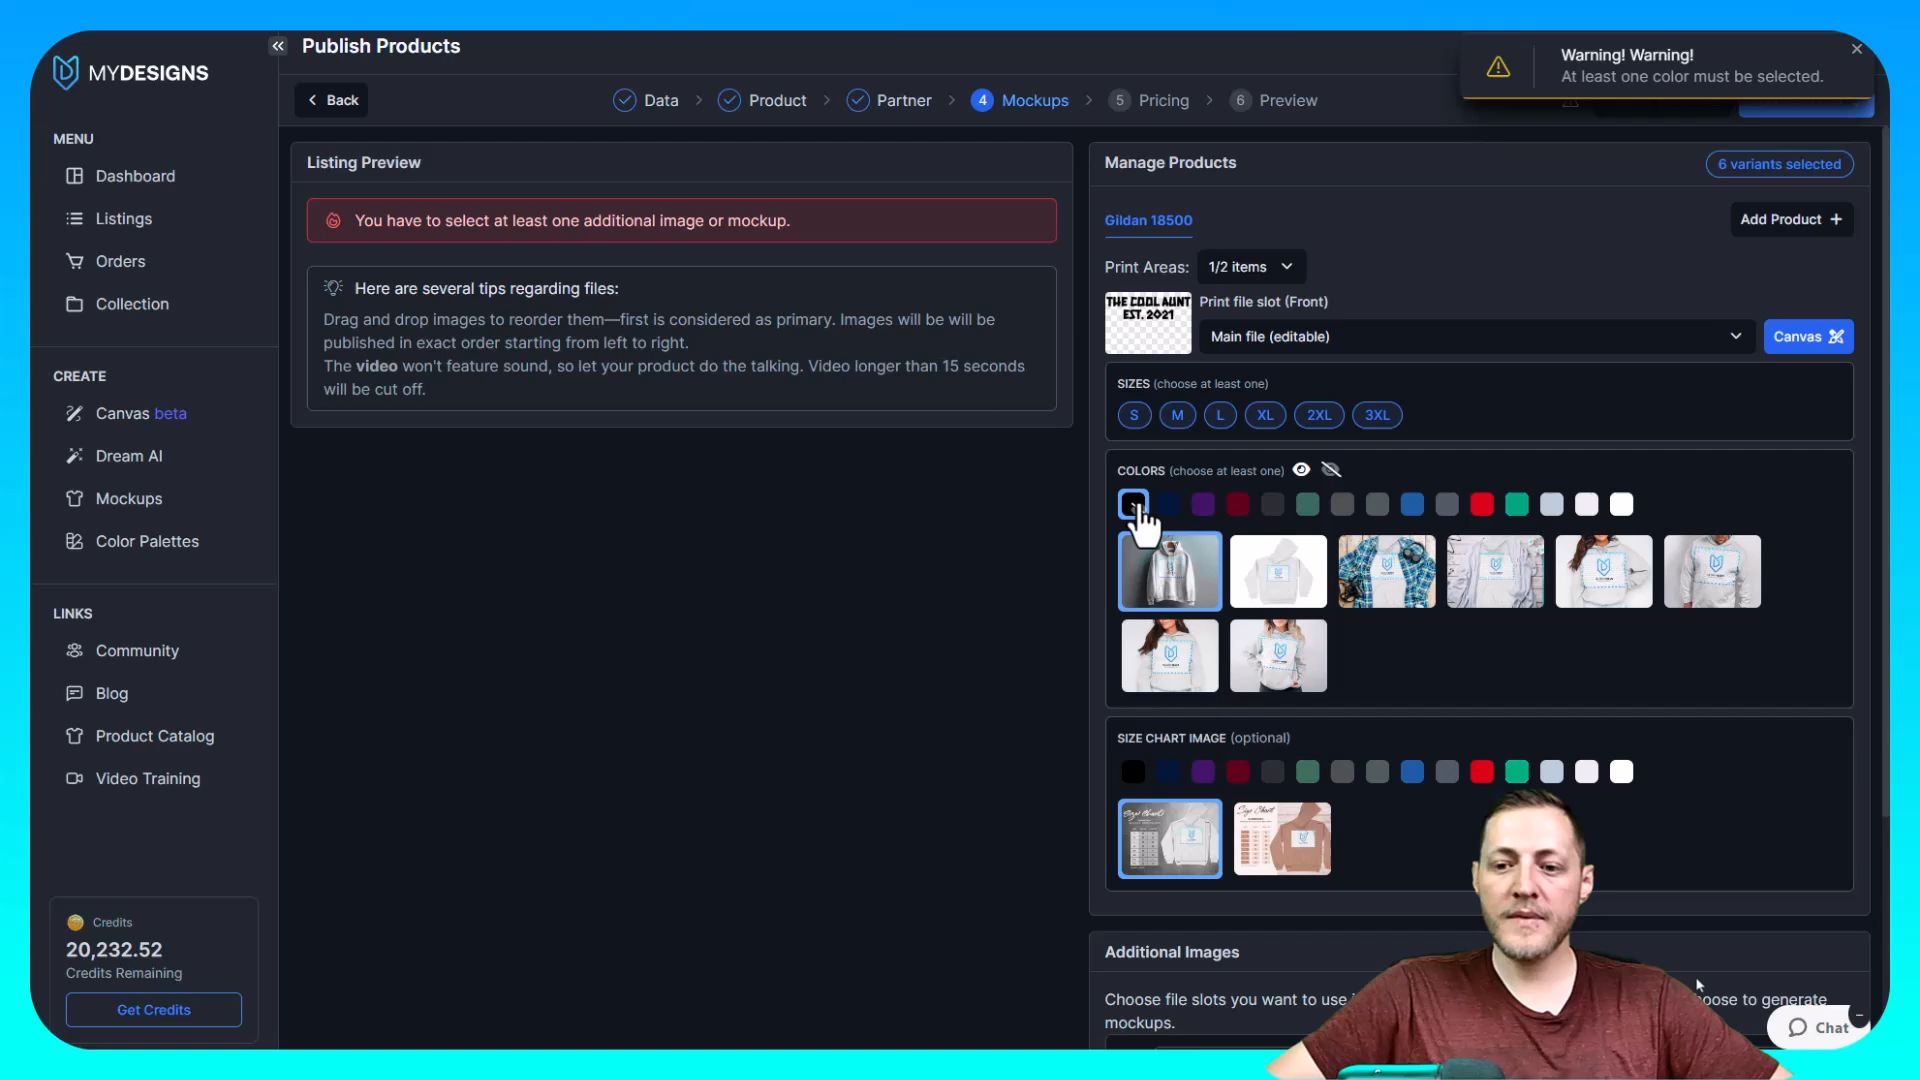 Publish Products
Warning! Warning!
At least one color must be selected.
MYDESIGNS
Back
Data
Product
Partner
4 Mockups
5 Pricing
6 Preview
MENU
Dashboard
Listings
Orders
Collection
CREATE
Canvas beta
Dream AI
Mockups
Color Palettes
LINKS
Community
Blog
Product Catalog
Video Training
Credits
20,232.52
Credits Remaining
Get Credits
Listing Preview
You have to select at least one additional image or mockup.
Here are several tips regarding files:
Drag and drop images to reorder them—first is considered as primary. Images will be will be
published in exact order starting from left to right.
The video won't feature sound, so let your product do the talking. Video longer than 15 seconds
will be cut off.
Manage Products
6 variants selected
Gildan 18500
Add Product +
Print Areas:
1/2 items
THE COOL AUNT
EST. 2021
Print file slot (Front)
Main file (editable)
Canvas
SIZES (choose at least one)
S M L XL 2XL 3XL
COLORS (choose at least one)
SIZE CHART IMAGE (optional)
Size Chart
Size Chart
Additional Images
Choose file slots you want to use
oose to generate
mockups.
Chat